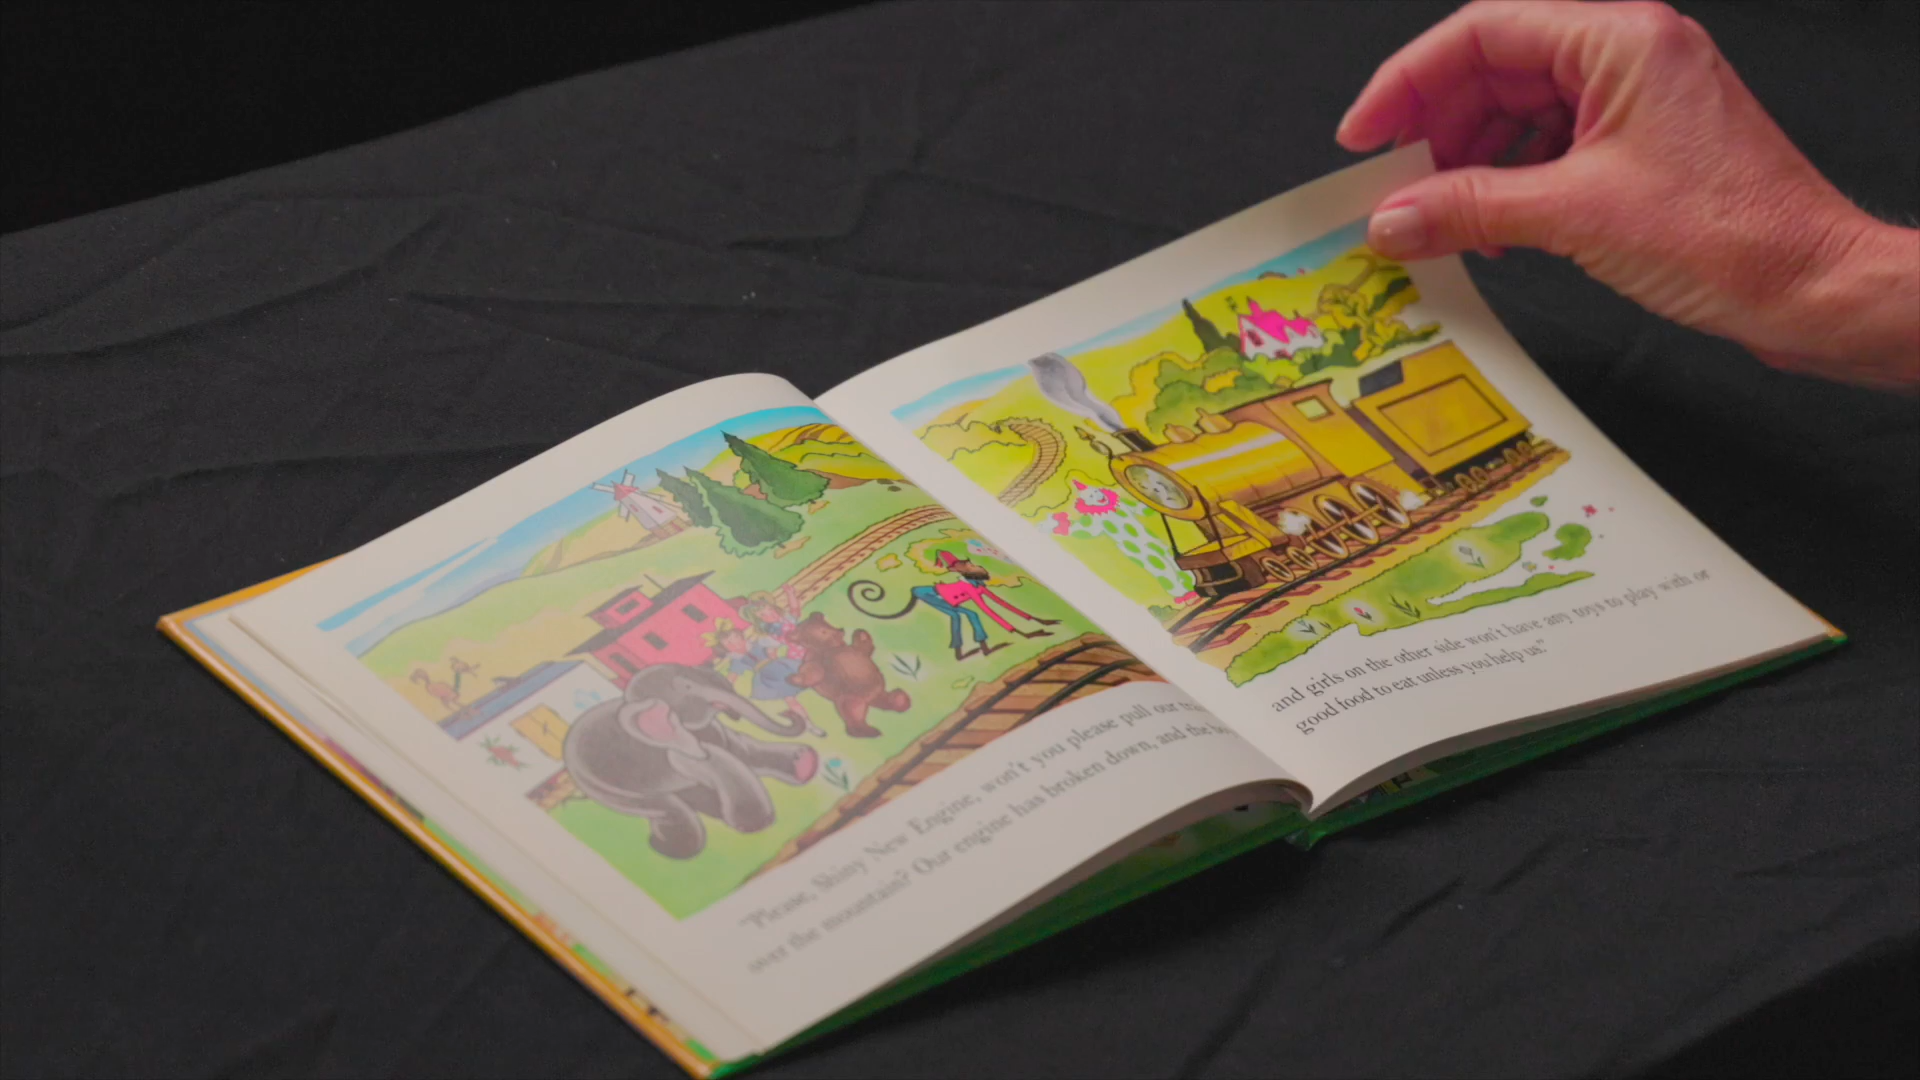 "Please, Shiny New Engine, won't you please pull our
over the mountain? Our engine has broken down, and the
and girls on the other side won't have any toys to play with or
good food to eat unless you help us."